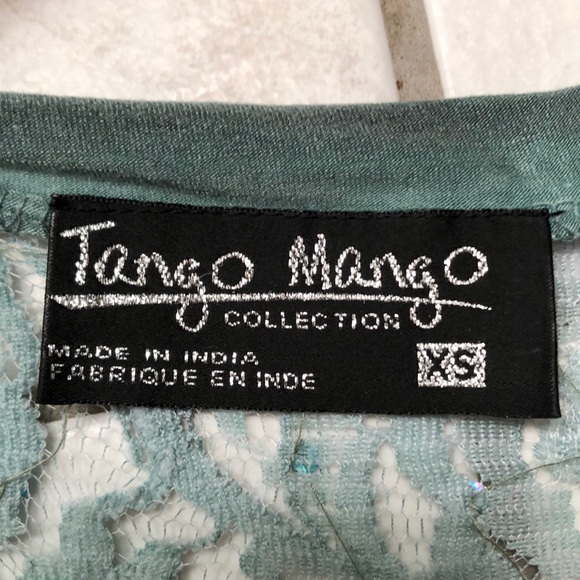 Tango Mango
COLLECTION
MADE IN INDIA
FABRIQUE EN INDE
XS